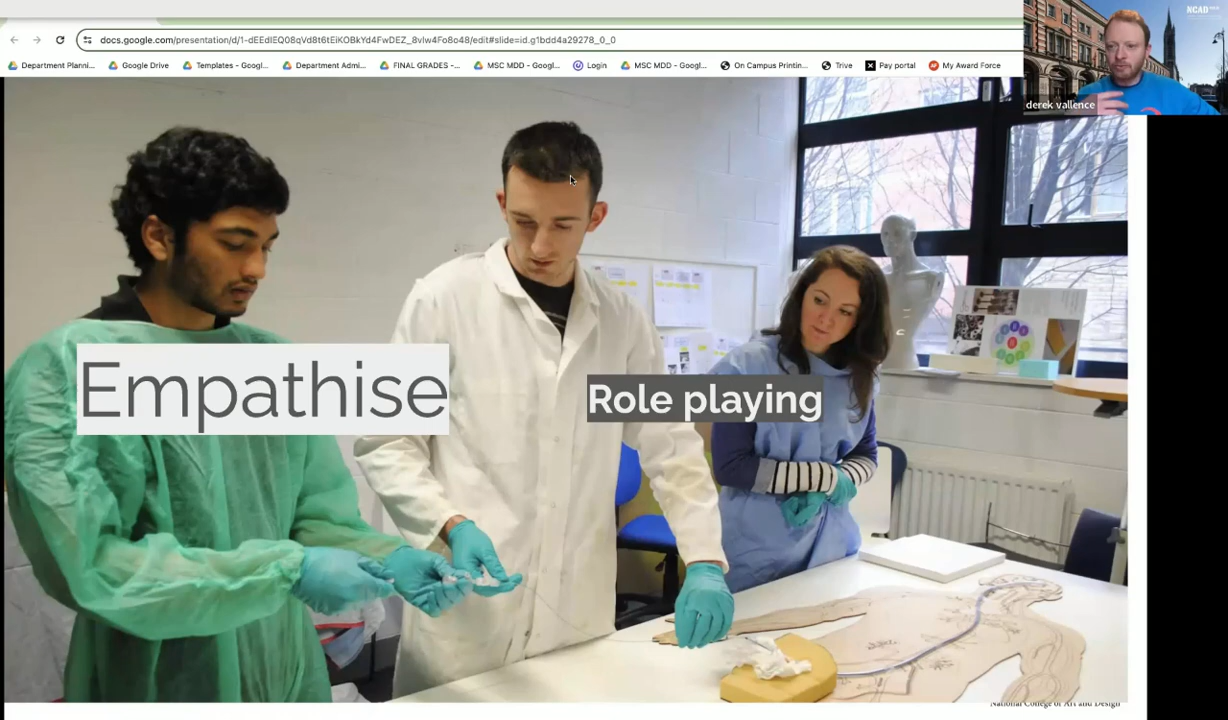 docs.google.com/presentation/d/1-dEEdIEQ08qVd8t6tEiKOBkYd4FwDEZ_8vlw4Fo8o48/edit#slide=id.g1bdd4a29278_0_0
Department Planni... Google Drive Templates - Googl... Department Admi... FINAL GRADES -... MSC MDD - Googl... Login MSC MDD - Googl... On Campus Printin... Trive Pay portal My Award Force
NCAD
derek vallence
Empathise
Role playing
National College of Art and Design